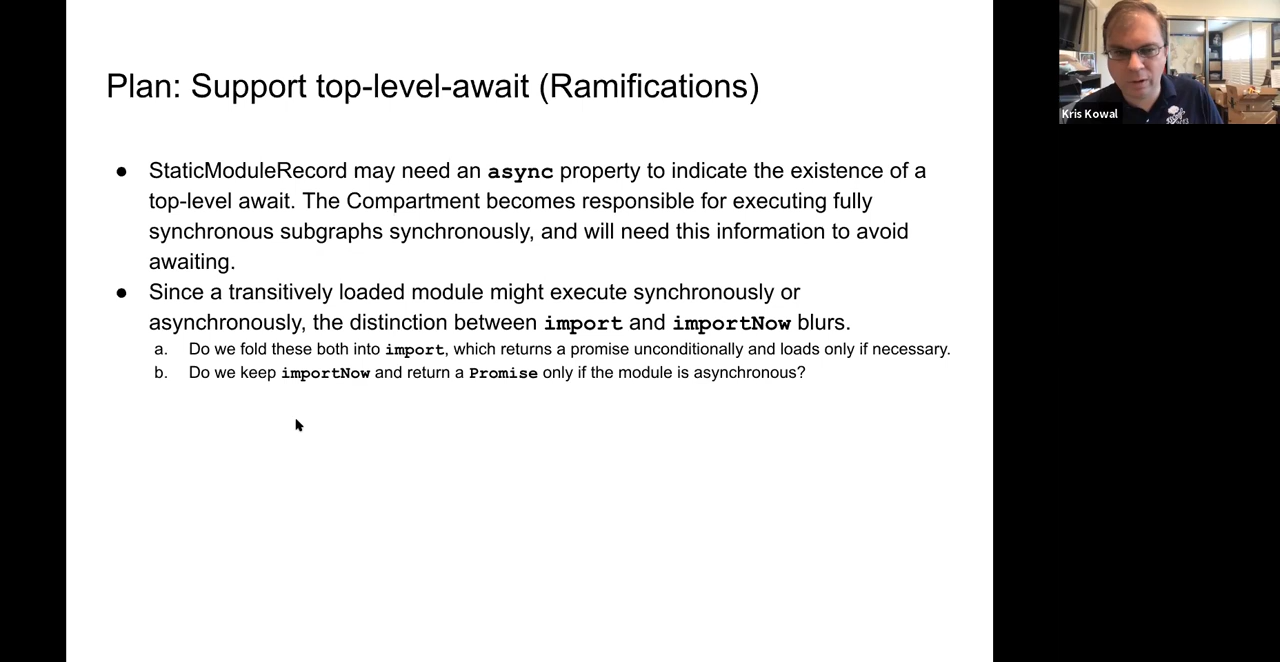 Plan: Support top-level-await (Ramifications)
● StaticModuleRecord may need an async property to indicate the existence of a
top-level await. The Compartment becomes responsible for executing fully
synchronous subgraphs synchronously, and will need this information to avoid
awaiting.
● Since a transitively loaded module might execute synchronously or
asynchronously, the distinction between import and importNow blurs.
a. Do we fold these both into import, which returns a promise unconditionally and loads only if necessary.
b. Do we keep importNow and return a Promise only if the module is asynchronous?
Kris Kowal